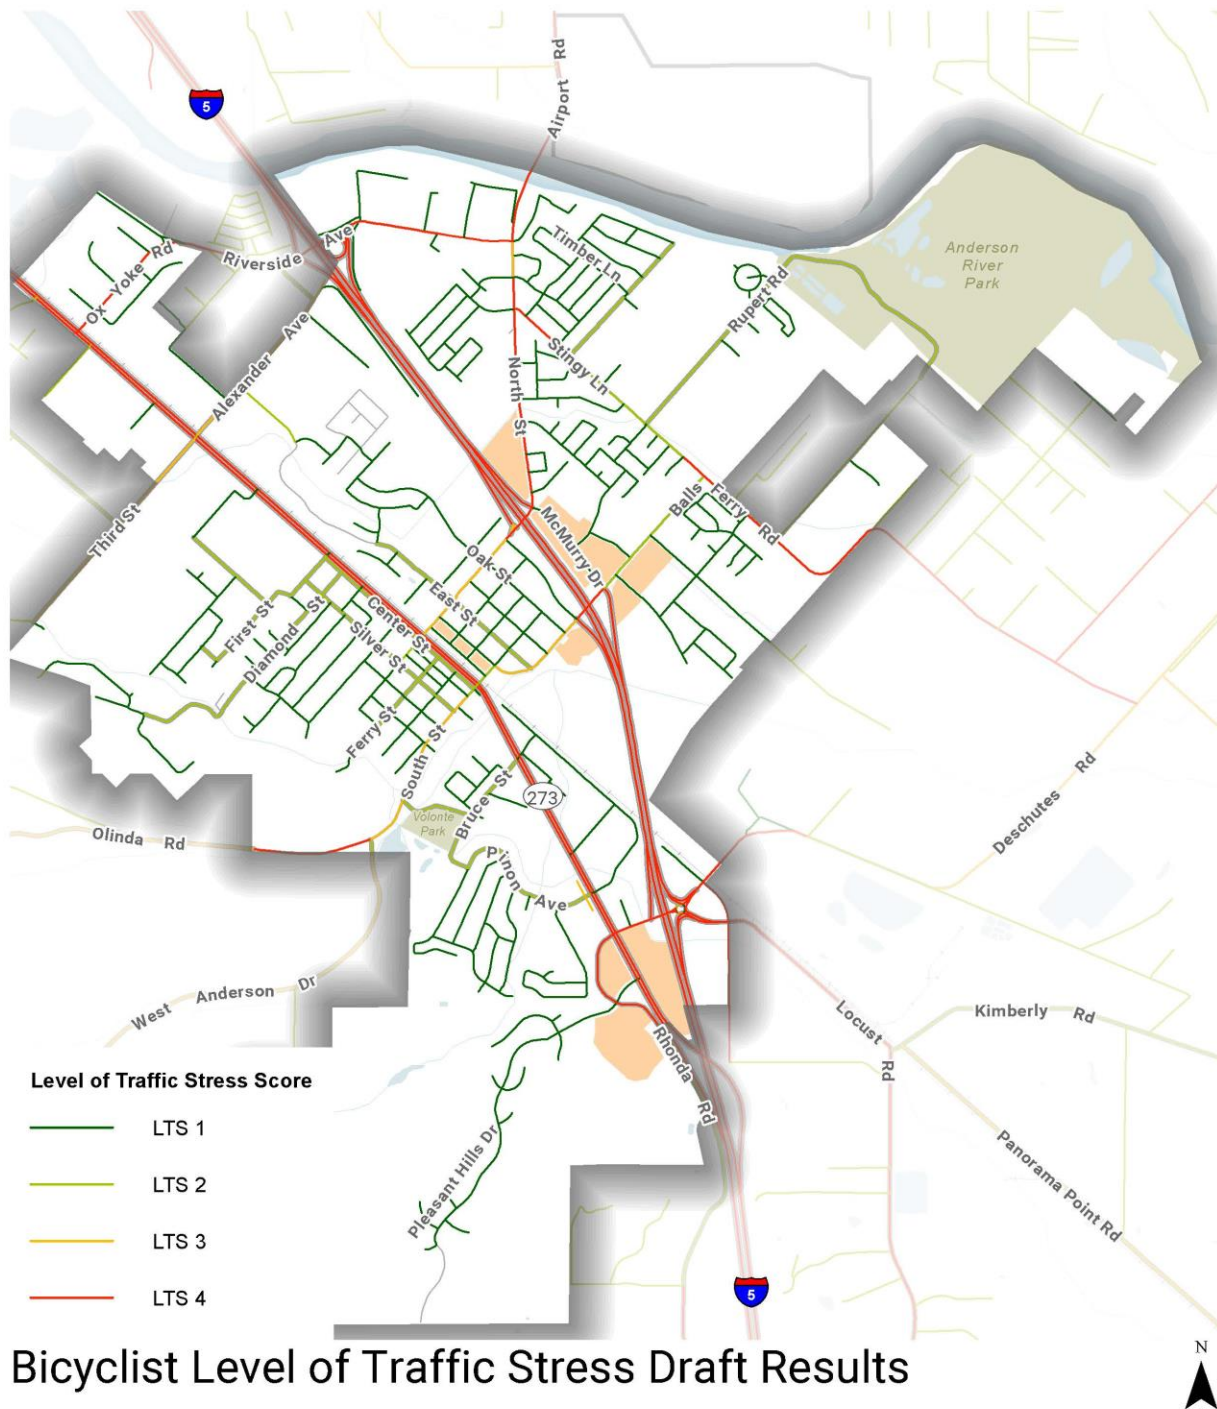 Airport Rd
5
Anderson
River
Park
Timber Ln
Riverside Ave
Ox Yoke Rd
Rupert Rd
Alexander Ave
Stingy Ln
North St
Balls Ferry Rd
Third St
McMurry Dr
Oak St
East St
Center St
First St
Silver St
Diamond St
Ferry St
South St
Deschutes Rd
Bruce St
273
Volonte
Park
Olinda Rd
Pinon Ave
West Anderson Dr
Locust Rd
Kimberly Rd
Rhonda Rd
Panorama Point Rd
Pleasant Hills Dr
5
Level of Traffic Stress Score
LTS 1
LTS 2
LTS 3
LTS 4
N
Bicyclist Level of Traffic Stress Draft Results